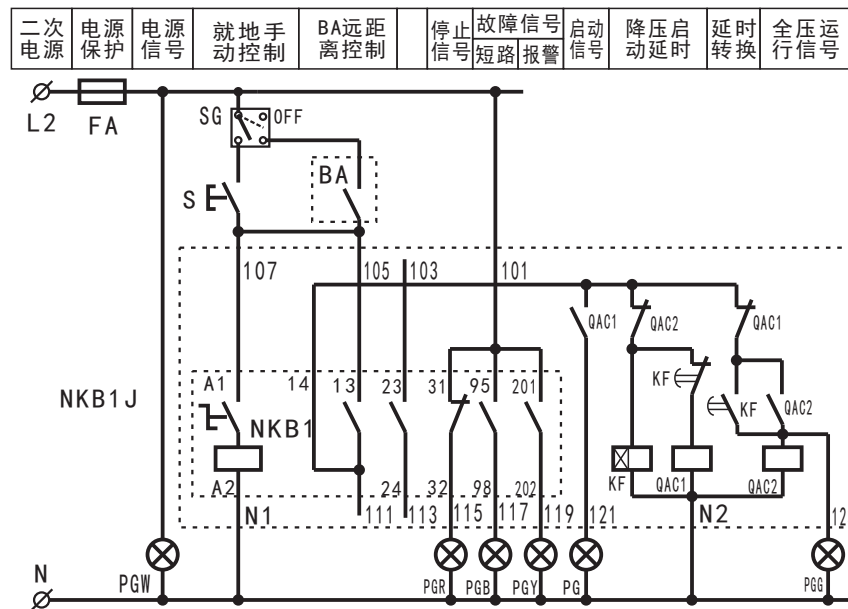 二次电源
电源保护
电源信号
就地手动控制
BA远距离控制
停止信号
故障信号
短路
报警
启动信号
降压启动延时
延时转换
全压运行信号
L2
FA
SG
OFF
S
BA
107
105
103
101
QAC1
QAC2
QAC1
A1
14
13
23
31
95
201
KF
KF
QAC2
NKB1J
NKB1
A2
24
32
98
202
KF
QAC1
QAC2
N1
111
113
115
117
119
121
N2
12
N
PGW
PGR
PGB
PGY
PG
PGG